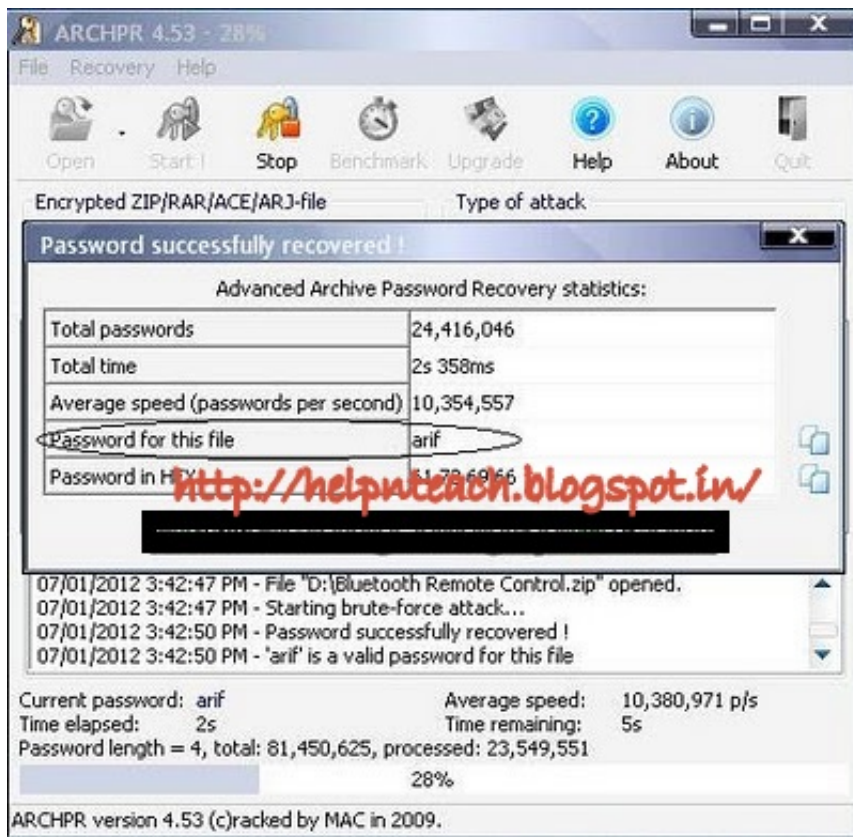 ARCHPR 4.53 - 28%
File Recovery Help
Open Start ! Stop Benchmark Upgrade Help About Quit
Encrypted ZIP/RAR/ACE/ARJ-file Type of attack
Password successfully recovered !
Advanced Archive Password Recovery statistics:
Total passwords 24,416,046
Total time 2s 358ms
Average speed (passwords per second) 10,354,557
Password for this file arif
Password in HEX 61 72 69 66
http://helpnteach.blogspot.in/
07/01/2012 3:42:47 PM - File "D:\Bluetooth Remote Control.zip" opened.
07/01/2012 3:42:47 PM - Starting brute-force attack...
07/01/2012 3:42:50 PM - Password successfully recovered !
07/01/2012 3:42:50 PM - 'arif' is a valid password for this file
Current password: arif Average speed: 10,380,971 p/s
Time elapsed: 2s Time remaining: 5s
Password length = 4, total: 81,450,625, processed: 23,549,551
28%
ARCHPR version 4.53 (c)racked by MAC in 2009.